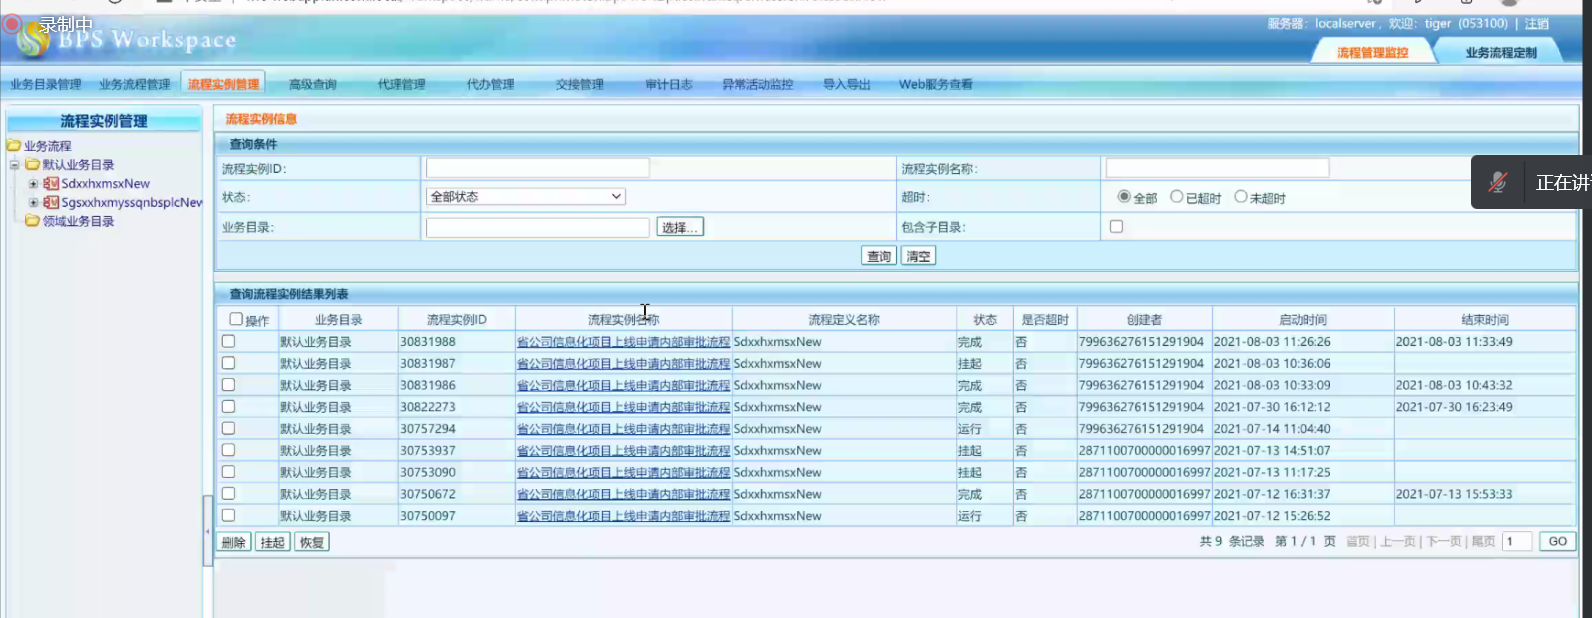 录制中
BPS Workspace
服务器: localserver, 欢迎: tiger (053100) | 注销
流程管理监控 业务流程定制
业务目录管理 业务流程管理 流程实例管理 高级查询 代理管理 代办管理 交接管理 审计日志 异常活动监控 导入导出 Web服务查看
流程实例管理
业务流程
默认业务目录
SdxxhxmsxNew
SgsxxhxmyssqnbsplcNew
领域业务目录
流程实例信息
查询条件
流程实例ID: 流程实例名称:
正在讲
状态: 全部状态 超时: 全部 已超时 未超时
业务目录: 选择... 包含子目录:
查询 清空
查询流程实例结果列表
操作 业务目录 流程实例ID 流程实例名称 流程定义名称 状态 是否超时 创建者 启动时间 结束时间
默认业务目录 30831988 省公司信息化项目上线申请内部审批流程 SdxxhxmsxNew 完成 否 799636276151291904 2021-08-03 11:26:26 2021-08-03 11:33:49
默认业务目录 30831987 省公司信息化项目上线申请内部审批流程 SdxxhxmsxNew 挂起 否 799636276151291904 2021-08-03 10:36:06
默认业务目录 30831986 省公司信息化项目上线申请内部审批流程 SdxxhxmsxNew 完成 否 799636276151291904 2021-08-03 10:33:09 2021-08-03 10:43:32
默认业务目录 30822273 省公司信息化项目上线申请内部审批流程 SdxxhxmsxNew 完成 否 799636276151291904 2021-07-30 16:12:12 2021-07-30 16:23:49
默认业务目录 30757294 省公司信息化项目上线申请内部审批流程 SdxxhxmsxNew 运行 否 799636276151291904 2021-07-14 11:04:40
默认业务目录 30753937 省公司信息化项目上线申请内部审批流程 SdxxhxmsxNew 挂起 否 2871100700000016997 2021-07-13 14:51:07
默认业务目录 30753090 省公司信息化项目上线申请内部审批流程 SdxxhxmsxNew 挂起 否 2871100700000016997 2021-07-13 11:17:25
默认业务目录 30750672 省公司信息化项目上线申请内部审批流程 SdxxhxmsxNew 完成 否 2871100700000016997 2021-07-12 16:31:37 2021-07-13 15:53:33
默认业务目录 30750097 省公司信息化项目上线申请内部审批流程 SdxxhxmsxNew 运行 否 2871100700000016997 2021-07-12 15:26:52
删除 挂起 恢复 共 9 条记录 第 1 / 1 页 首页 | 上一页 | 下一页 | 尾页 1 GO